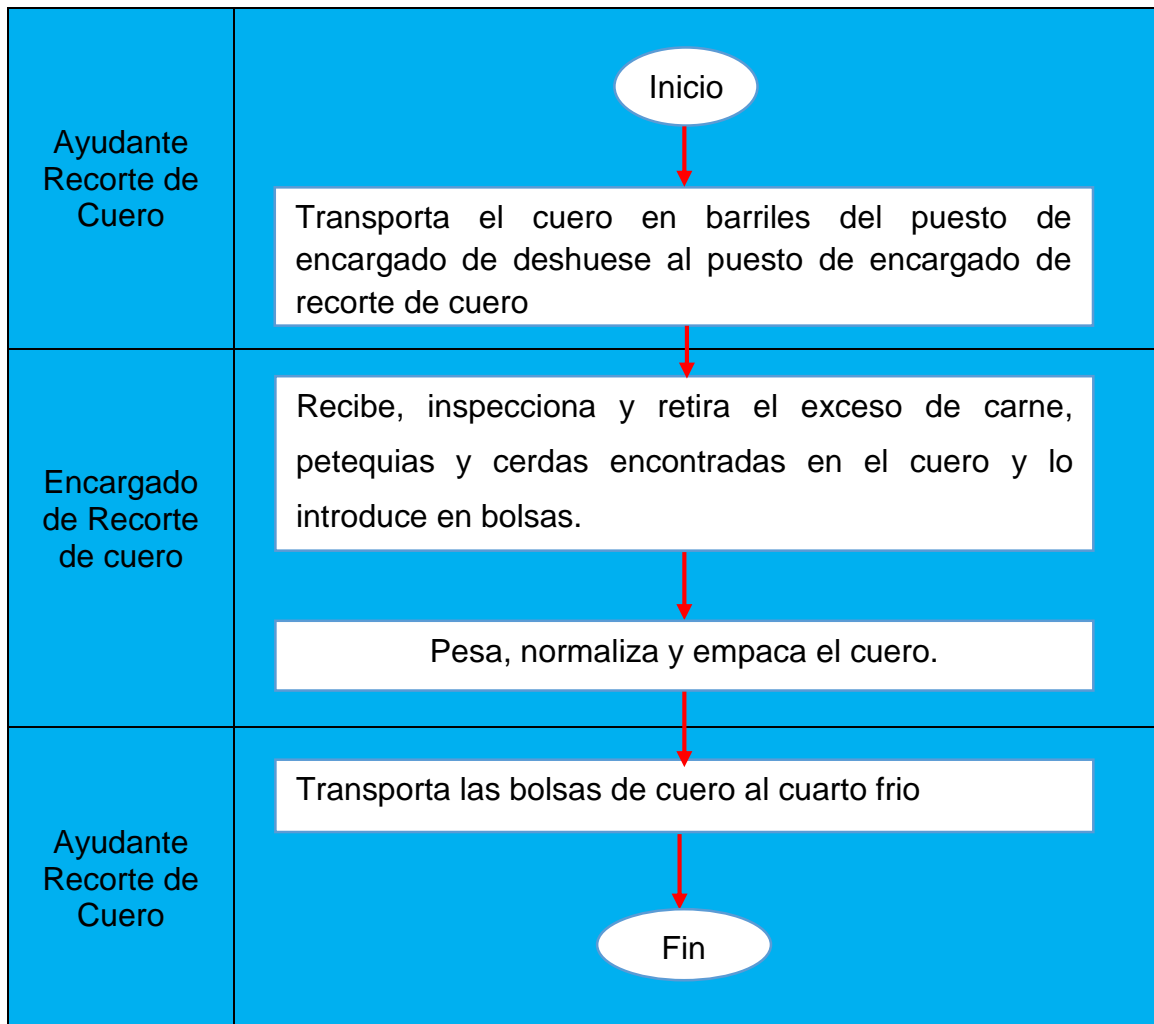 Ayudante
Recorte de
Cuero
Inicio
Transporta el cuero en barriles del puesto de
encargado de deshuese al puesto de encargado de
recorte de cuero
Encargado
de Recorte
de cuero
Recibe, inspecciona y retira el exceso de carne,
petequias y cerdas encontradas en el cuero y lo
introduce en bolsas.
Pesa, normaliza y empaca el cuero.
Ayudante
Recorte de
Cuero
Transporta las bolsas de cuero al cuarto frio
Fin